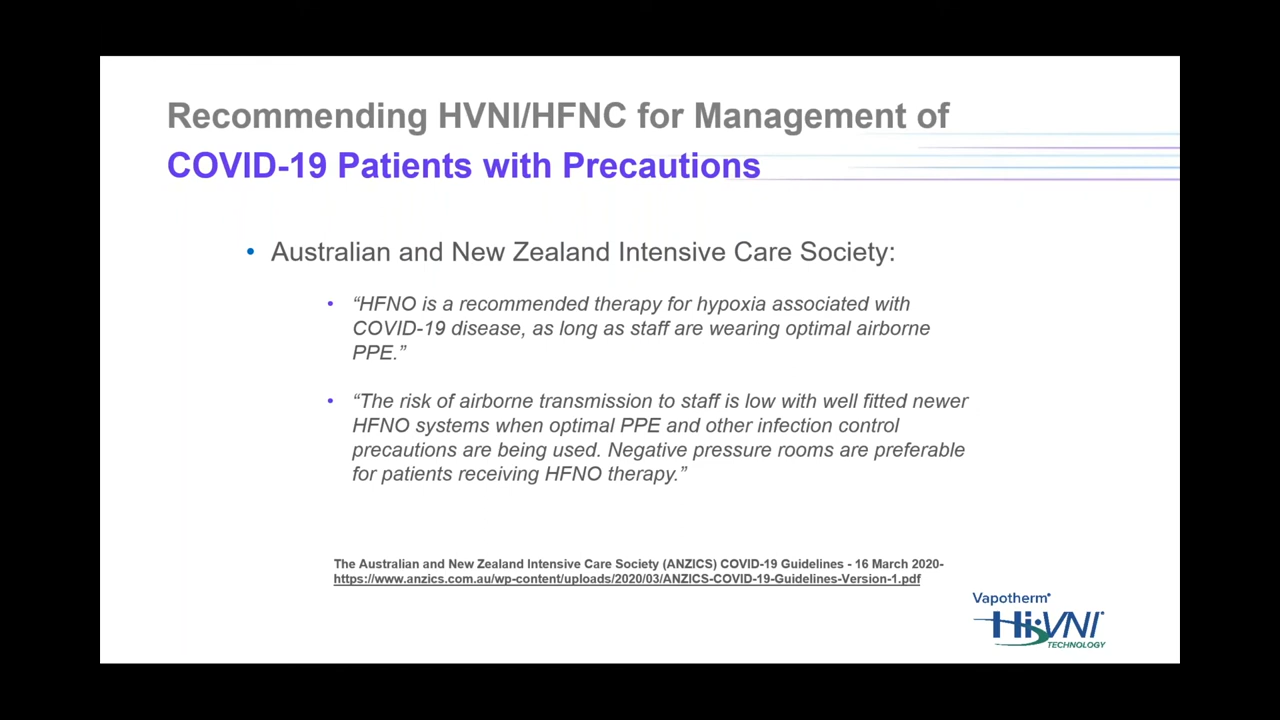 Recommending HVNI/HFNC for Management of
COVID-19 Patients with Precautions
• Australian and New Zealand Intensive Care Society:
• “HFNO is a recommended therapy for hypoxia associated with
COVID-19 disease, as long as staff are wearing optimal airborne
PPE.”
• “The risk of airborne transmission to staff is low with well fitted newer
HFNO systems when optimal PPE and other infection control
precautions are being used. Negative pressure rooms are preferable
for patients receiving HFNO therapy.”
The Australian and New Zealand Intensive Care Society (ANZICS) COVID-19 Guidelines - 16 March 2020-
https://www.anzics.com.au/wp-content/uploads/2020/03/ANZICS-COVID-19-Guidelines-Version-1.pdf
Vapotherm®
Hi-VNI®
TECHNOLOGY